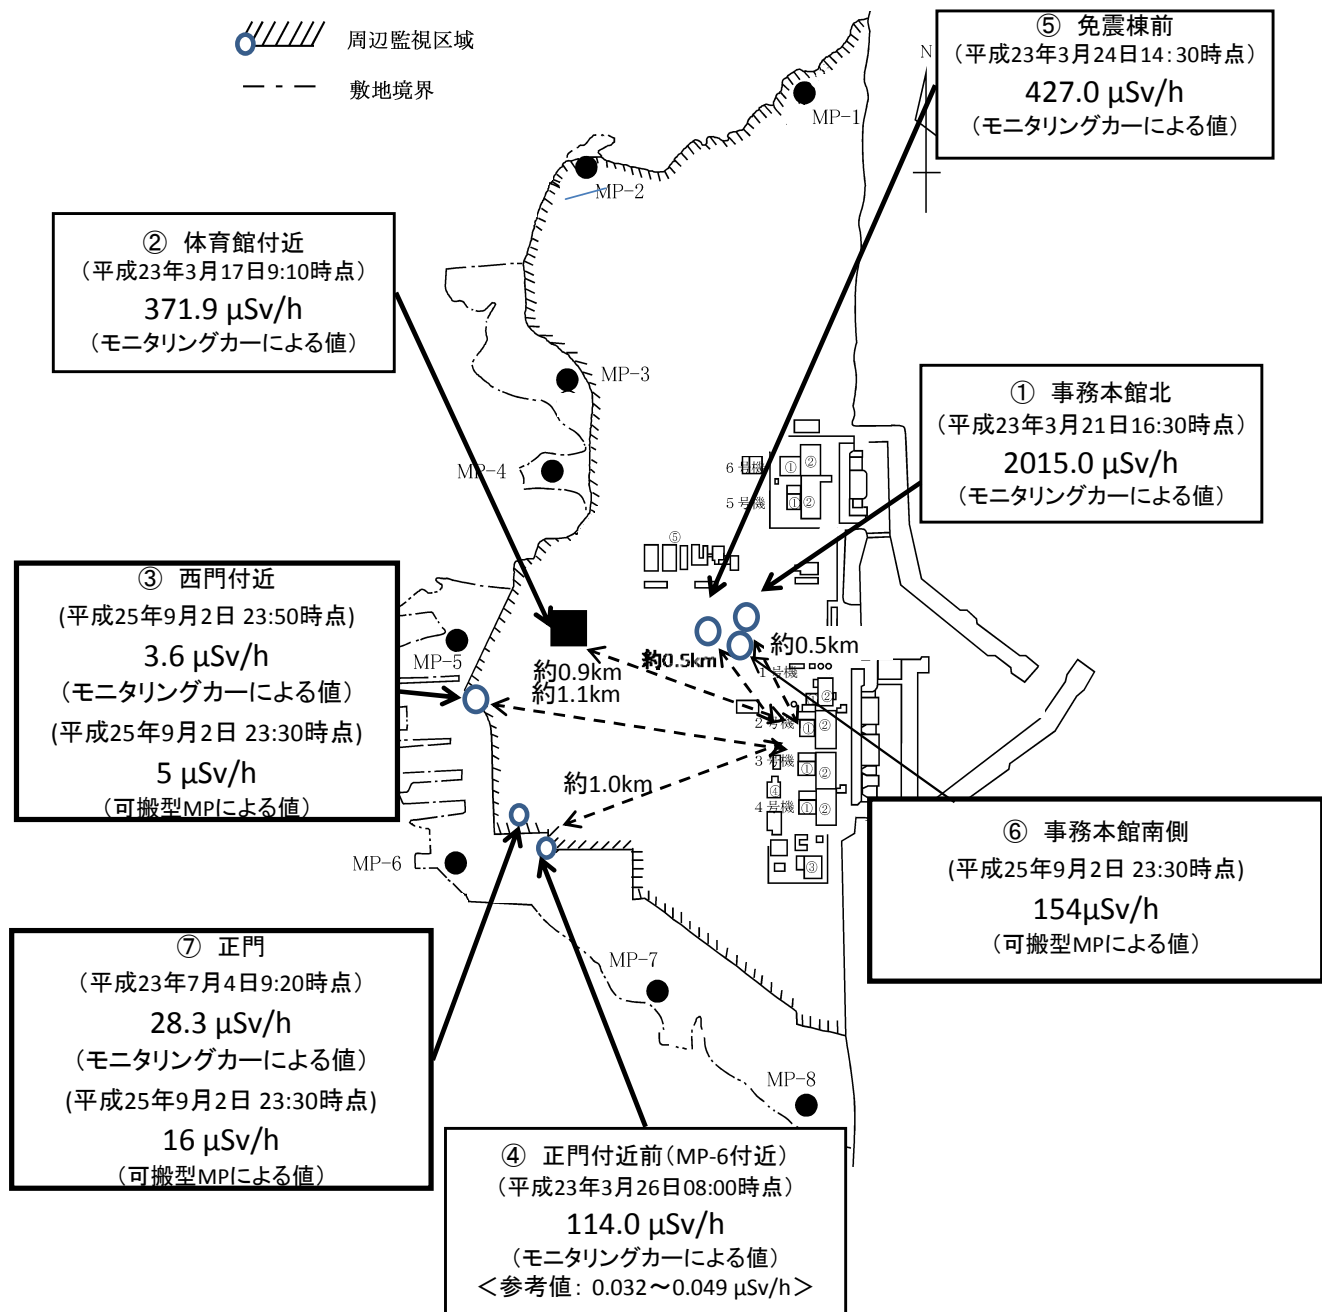 周辺監視区域
敷地境界
⑤ 免震棟前
（平成23年3月24日14:30時点）
427.0 μSv/h
（モニタリングカーによる値）
N
MP-1
MP-2
② 体育館付近
（平成23年3月17日9:10時点）
371.9 μSv/h
（モニタリングカーによる値）
MP-3
① 事務本館北
（平成23年3月21日16:30時点）
2015.0 μSv/h
（モニタリングカーによる値）
MP-4
6号機
① ②
5号機
① ②
⑤
③ 西門付近
(平成25年9月2日 23:50時点)
3.6 μSv/h
（モニタリングカーによる値）
(平成25年9月2日 23:30時点)
5 μSv/h
（可搬型MPによる値）
MP-5
約0.9km
約1.1km
約0.5km
約0.5km
1号機
②
2号機
① ②
3号機
① ②
約1.0km
④
4号機
① ②
③
MP-6
⑥ 事務本館南側
(平成25年9月2日 23:30時点)
154μSv/h
（可搬型MPによる値）
⑦ 正門
（平成23年7月4日9:20時点）
28.3 μSv/h
（モニタリングカーによる値）
(平成25年9月2日 23:30時点)
16 μSv/h
（可搬型MPによる値）
MP-7
MP-8
④ 正門付近前（MP-6付近）
（平成23年3月26日08:00時点）
114.0 μSv/h
（モニタリングカーによる値）
＜参考値： 0.032～0.049 μSv/h＞